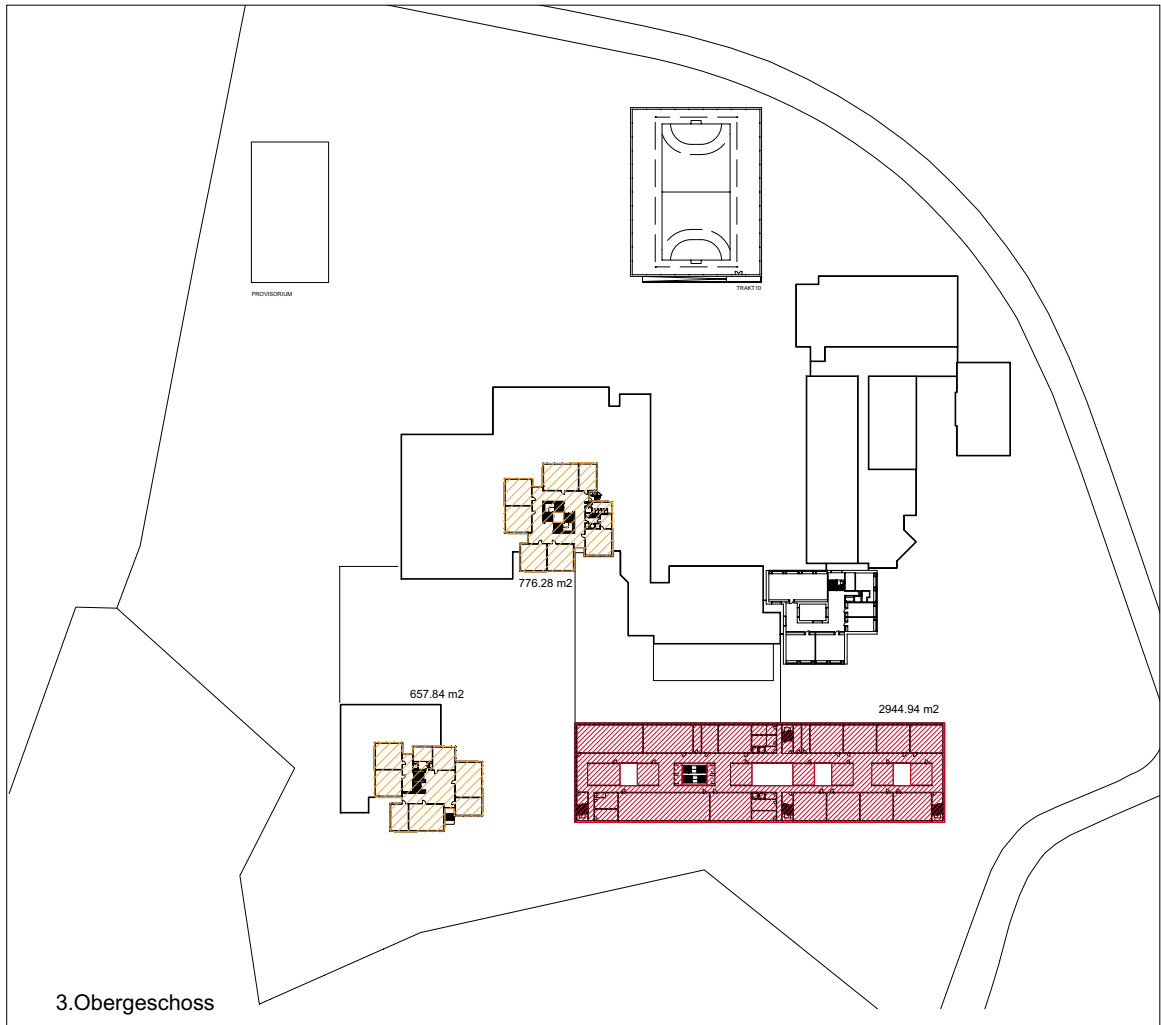 PROVISORIUM
TRAKT10
776.28 m2
657.84 m2
2944.94 m2
3.Obergeschoss